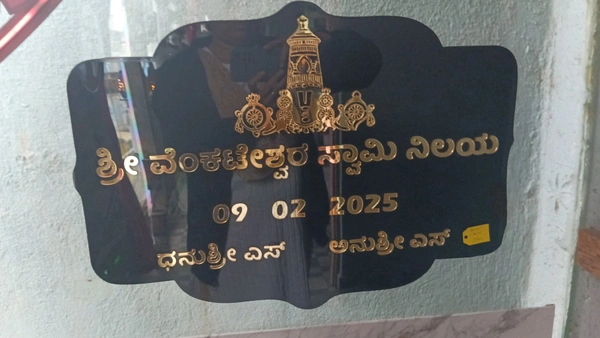 ಶ್ರೀ ವೆಂಕಟೇಶ್ವರ ಸ್ವಾಮಿ ನಿಲಯ
09 02 2025
ಧನುಶ್ರೀ ಎಸ್ ಅನುಶ್ರೀ ಎಸ್